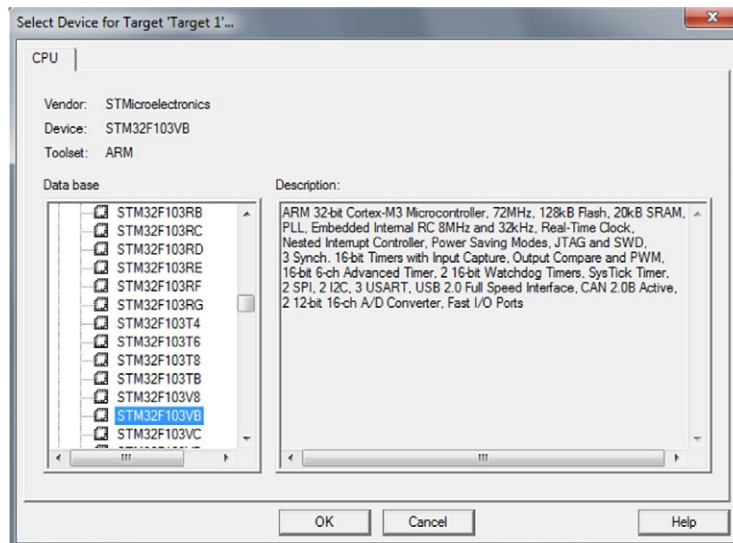 Select Device for Target 'Target 1'...
CPU
Vendor: STMicroelectronics
Device: STM32F103VB
Toolset: ARM
Data base
Description:
STM32F103RB
STM32F103RC
STM32F103RD
STM32F103RE
STM32F103RF
STM32F103RG
STM32F103T4
STM32F103T6
STM32F103T8
STM32F103TB
STM32F103V8
STM32F103VB
STM32F103VC
ARM 32-bit Cortex-M3 Microcontroller, 72MHz, 128kB Flash, 20kB SRAM,
PLL, Embedded Internal RC 8MHz and 32kHz, Real-Time Clock,
Nested Interrupt Controller, Power Saving Modes, JTAG and SWD,
3 Synch. 16-bit Timers with Input Capture, Output Compare and PWM,
16-bit 6-ch Advanced Timer, 2 16-bit Watchdog Timers, SysTick Timer,
2 SPI, 2 I2C, 3 USART, USB 2.0 Full Speed Interface, CAN 2.0B Active,
2 12-bit 16-ch A/D Converter, Fast I/O Ports
OK
Cancel
Help